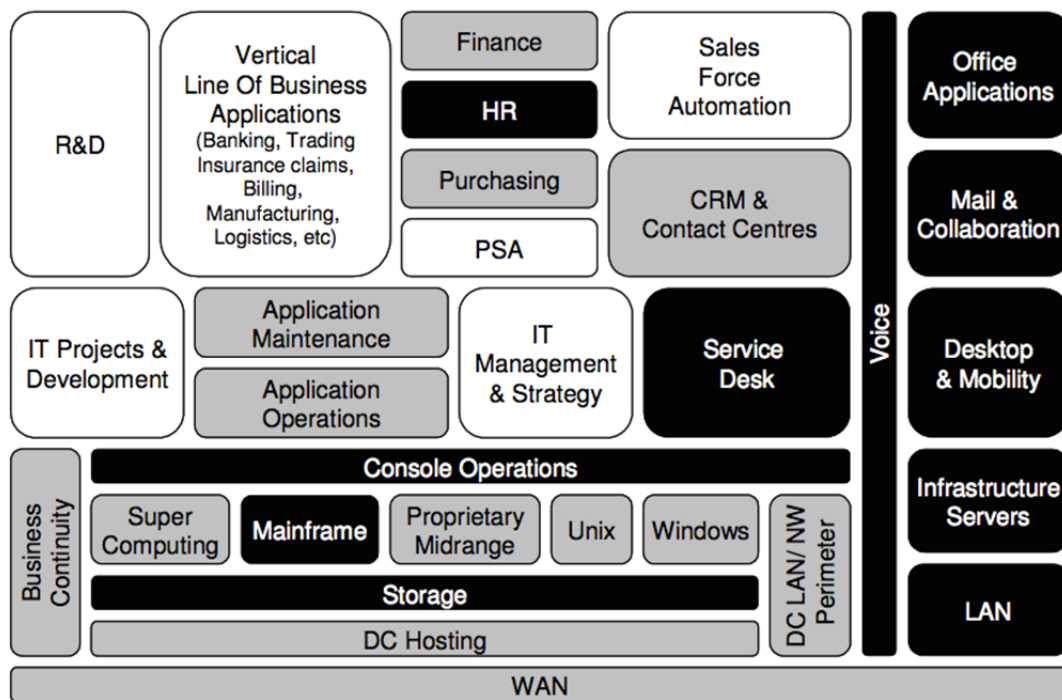 R&D
Vertical
Line Of Business
Applications
(Banking, Trading
Insurance claims,
Billing,
Manufacturing,
Logistics, etc)
Finance
HR
Purchasing
PSA
Sales
Force
Automation
CRM &
Contact Centres
Voice
Office
Applications
Mail &
Collaboration
IT Projects &
Development
Application
Maintenance
Application
Operations
IT
Management
& Strategy
Service
Desk
Desktop
& Mobility
Business
Continuity
Console Operations
Super
Computing
Mainframe
Proprietary
Midrange
Unix
Windows
Storage
DC Hosting
DC LAN/ NW
Perimeter
Infrastructure
Servers
LAN
WAN